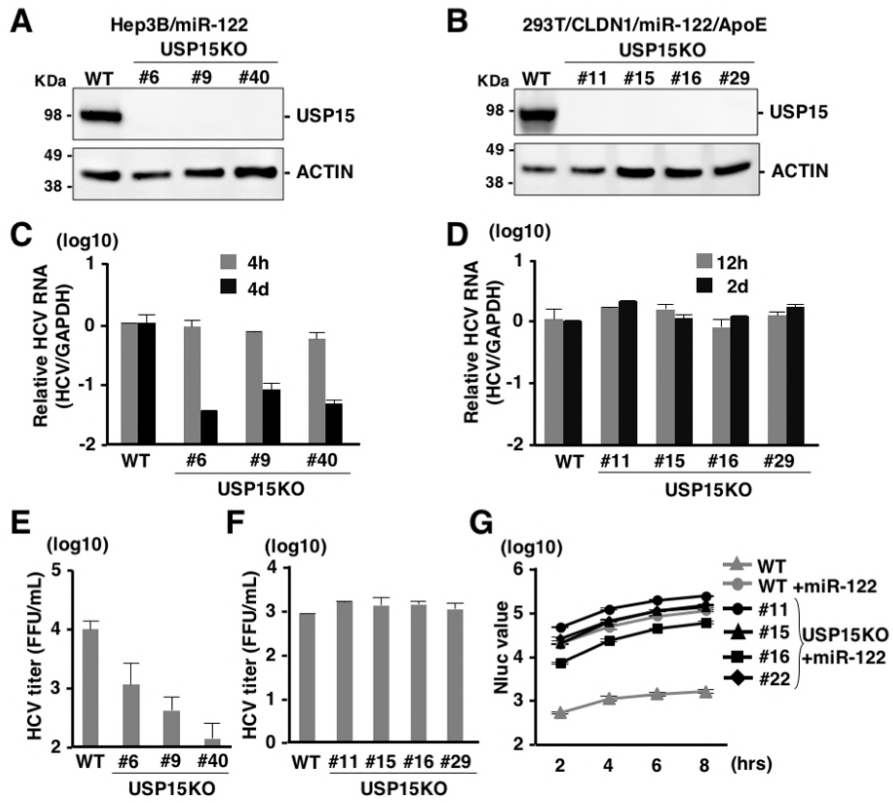 A
Hep3B/miR-122
USP15KO
KDa WT #6 #9 #40
98 - USP15
49
38 - ACTIN
B
293T/CLDN1/miR-122/ApoE
USP15KO
KDa WT #11 #15 #16 #29
98 - USP15
49
38 - ACTIN
C
(log10)
Relative HCV RNA
(HCV/GAPDH)
1
0
-1
-2
4h
4d
WT #6 #9 #40
USP15KO
D
(log10)
Relative HCV RNA
(HCV/GAPDH)
1
0
-1
-2
12h
2d
WT #11 #15 #16 #29
USP15KO
E
(log10)
HCV titer (FFU/mL)
5
4
3
2
WT #6 #9 #40
USP15KO
F
(log10)
HCV titer (FFU/mL)
4
3
2
1
0
WT #11 #15 #16 #29
USP15KO
G
(log10)
Nluc value
6
5
4
3
2
2 4 6 8 (hrs)
WT
WT +miR-122
#11
#15
#16
#22
USP15KO
+miR-122